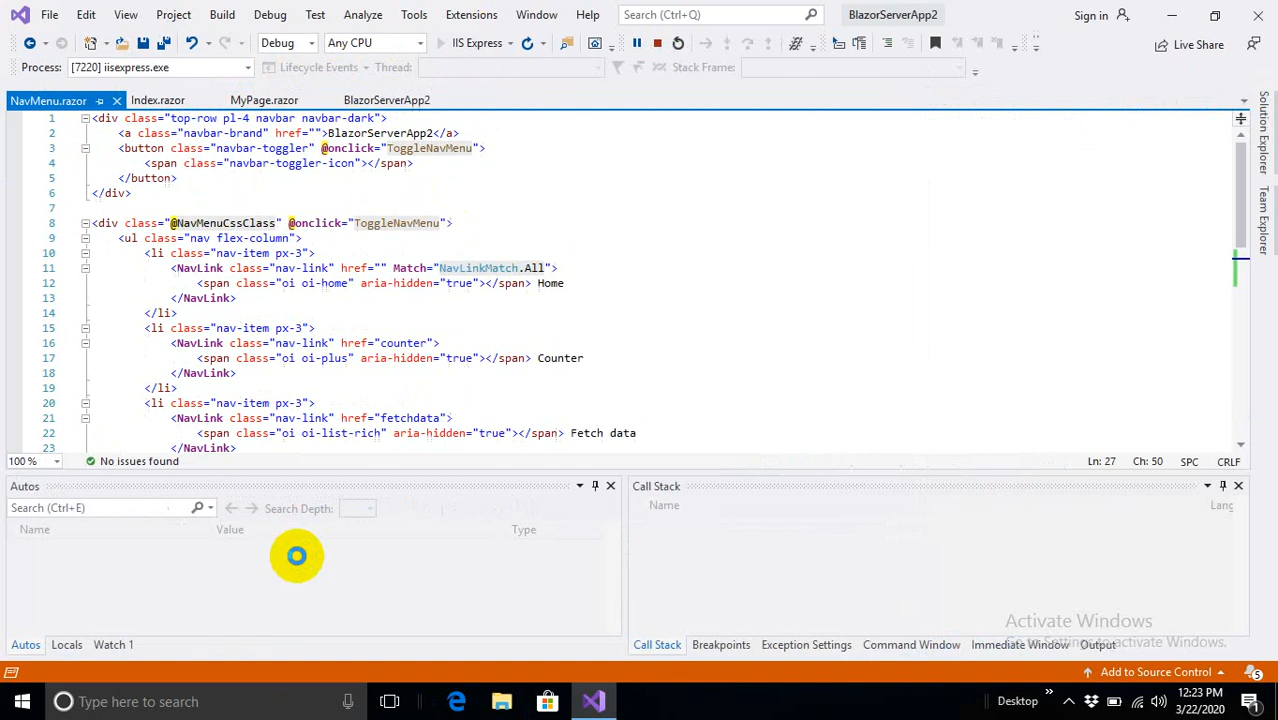 File Edit View Project Build Debug Test Analyze Tools Extensions Window Help Search (Ctrl+Q) BlazorServerApp2 Sign in
Debug Any CPU IIS Express Live Share
Process: [7220] iisexpress.exe Lifecycle Events Thread: Stack Frame:
NavMenu.razor Index.razor MyPage.razor BlazorServerApp2
1 <div class="top-row pl-4 navbar navbar-dark">
2 <a class="navbar-brand" href="">BlazorServerApp2</a>
3 <button class="navbar-toggler" @onclick="ToggleNavMenu">
4 <span class="navbar-toggler-icon"></span>
5 </button>
6 </div>
7
8 <div class="@NavMenuCssClass" @onclick="ToggleNavMenu">
9 <ul class="nav flex-column">
10 <li class="nav-item px-3">
11 <NavLink class="nav-link" href="" Match="NavLinkMatch.All">
12 <span class="oi oi-home" aria-hidden="true"></span> Home
13 </NavLink>
14 </li>
15 <li class="nav-item px-3">
16 <NavLink class="nav-link" href="counter">
17 <span class="oi oi-plus" aria-hidden="true"></span> Counter
18 </NavLink>
19 </li>
20 <li class="nav-item px-3">
21 <NavLink class="nav-link" href="fetchdata">
22 <span class="oi oi-list-rich" aria-hidden="true"></span> Fetch data
23 </NavLink>
Solution Explorer
Team Explorer
100 % No issues found Ln: 27 Ch: 50 SPC CRLF
Autos
Search (Ctrl+E) Search Depth:
Name Value Type
Autos Locals Watch 1
Call Stack
Name Lang
Activate Windows
Go to Settings to activate Windows.
Call Stack Breakpoints Exception Settings Command Window Immediate Window Output
Add to Source Control 5
Type here to search Desktop 12:23 PM
3/22/2020 1